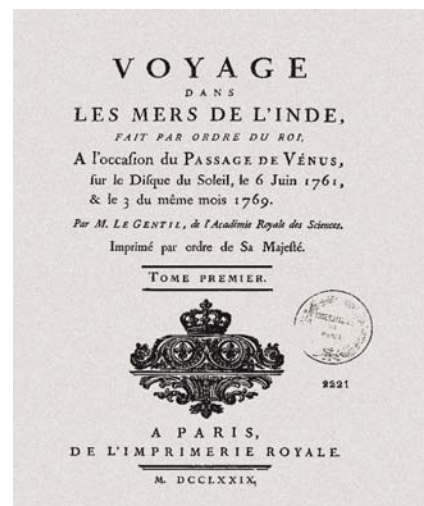 VOYAGE
DANS
LES MERS DE L'INDE,
FAIT PAR ORDRE DU ROI,
A l'occaſion du PASSAGE DE VÉNUS,
ſur le Diſque du Soleil, le 6 Juin 1761,
& le 3 du même mois 1769.
Par M. LE GENTIL, de l'Académie Royale des Sciences.
Imprimé par ordre de Sa Majeſté.
TOME PREMIER.
PARIS
2221
A PARIS,
DE L'IMPRIMERIE ROYALE.
M. DCCLXXIX,